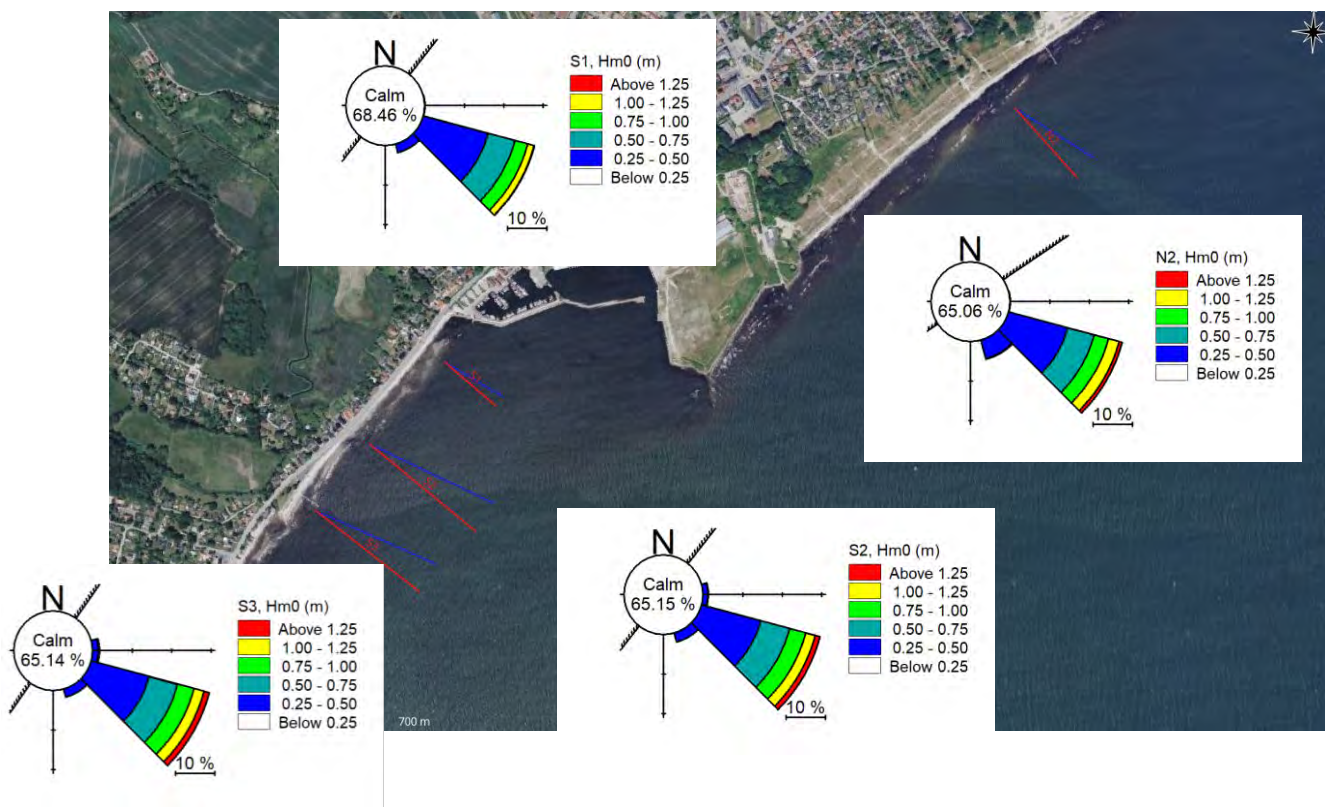 N
Calm
68.46 %
10 %
S1, Hm0 (m)
Above 1.25
1.00 - 1.25
0.75 - 1.00
0.50 - 0.75
0.25 - 0.50
Below 0.25
N
Calm
65.06 %
10 %
N2, Hm0 (m)
Above 1.25
1.00 - 1.25
0.75 - 1.00
0.50 - 0.75
0.25 - 0.50
Below 0.25
S1
N
Calm
65.15 %
10 %
S2, Hm0 (m)
Above 1.25
1.00 - 1.25
0.75 - 1.00
0.50 - 0.75
0.25 - 0.50
Below 0.25
N
Calm
65.14 %
10 %
S3, Hm0 (m)
Above 1.25
1.00 - 1.25
0.75 - 1.00
0.50 - 0.75
0.25 - 0.50
Below 0.25
700 m